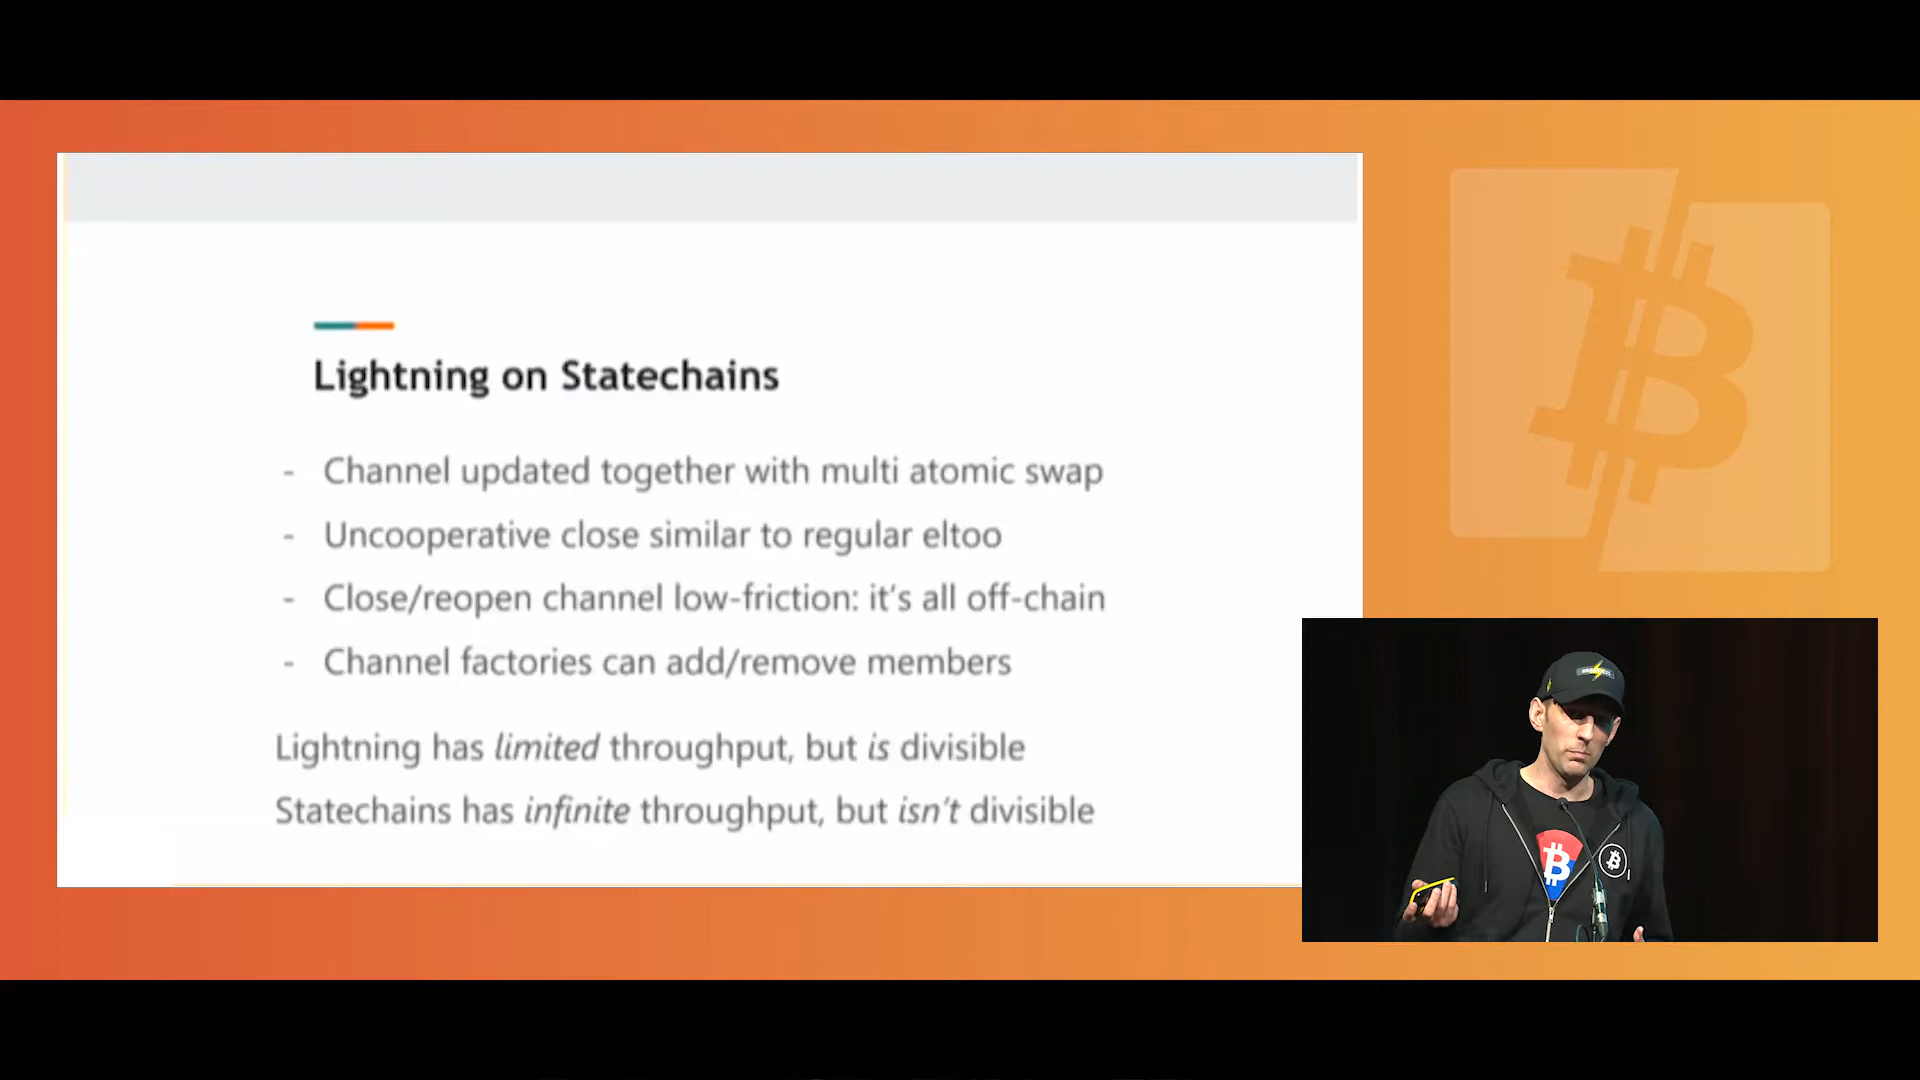 Lightning on Statechains
- Channel updated together with multi atomic swap
- Uncooperative close similar to regular eltoo
- Close/reopen channel low-friction: it's all off-chain
- Channel factories can add/remove members
Lightning has limited throughput, but is divisible
Statechains has infinite throughput, but isn't divisible